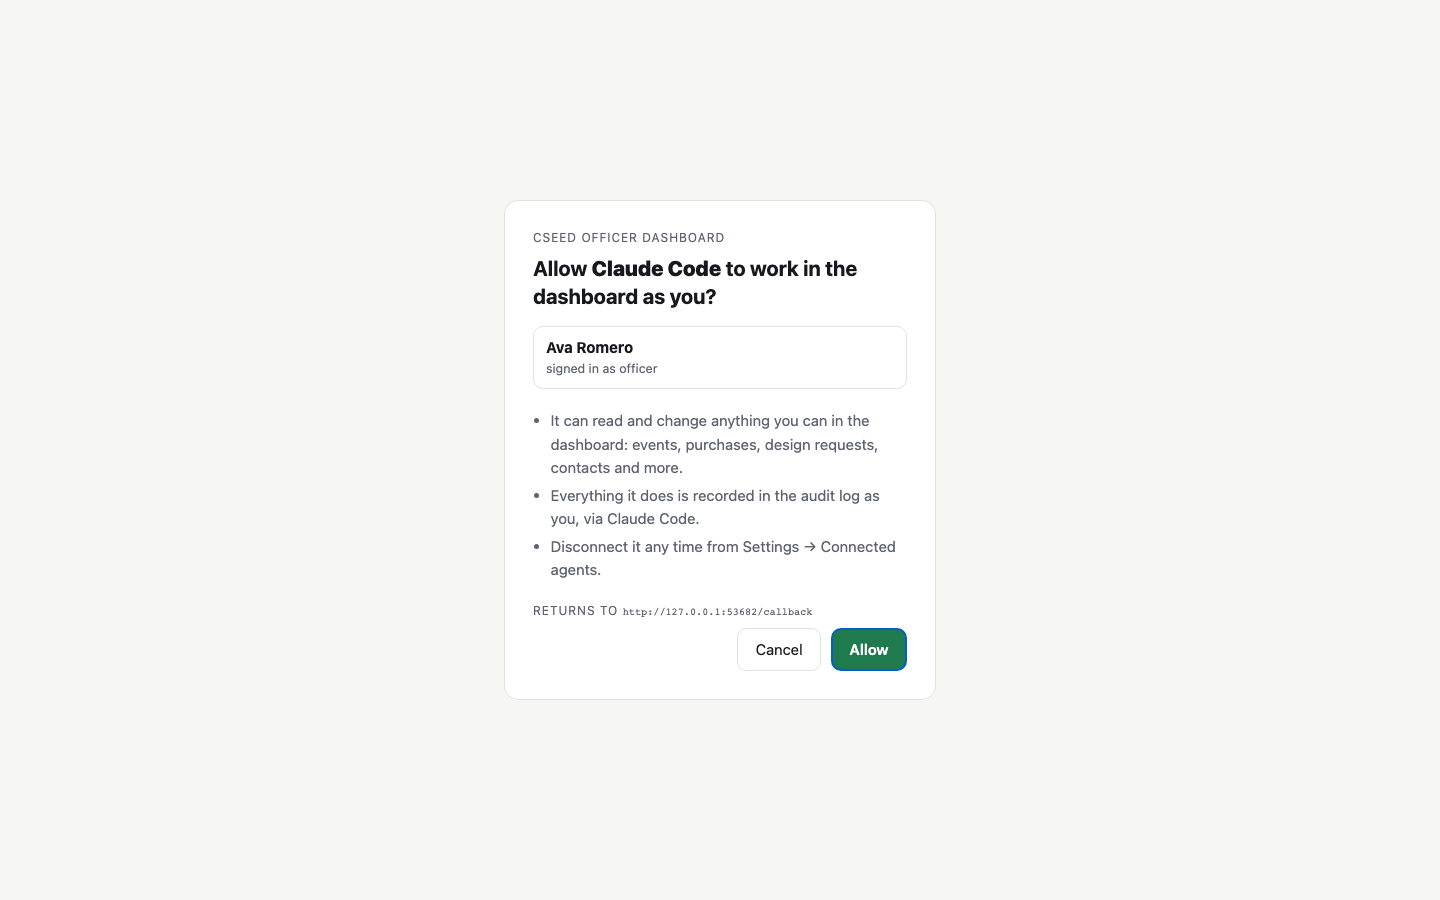 CSEED OFFICER DASHBOARD
Allow Claude Code to work in the
dashboard as you?
Ava Romero
signed in as officer
• It can read and change anything you can in the
dashboard: events, purchases, design requests,
contacts and more.
• Everything it does is recorded in the audit log as
you, via Claude Code.
• Disconnect it any time from Settings → Connected
agents.
RETURNS TO http://127.0.0.1:53682/callback
Cancel Allow